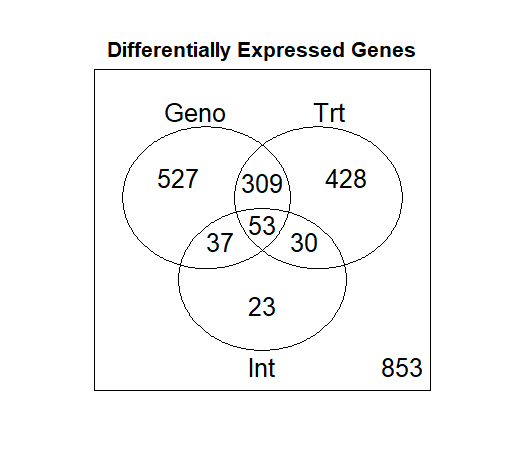 Differentially Expressed Genes
Geno Trt
527 309 428
53
37 30
23
Int 853